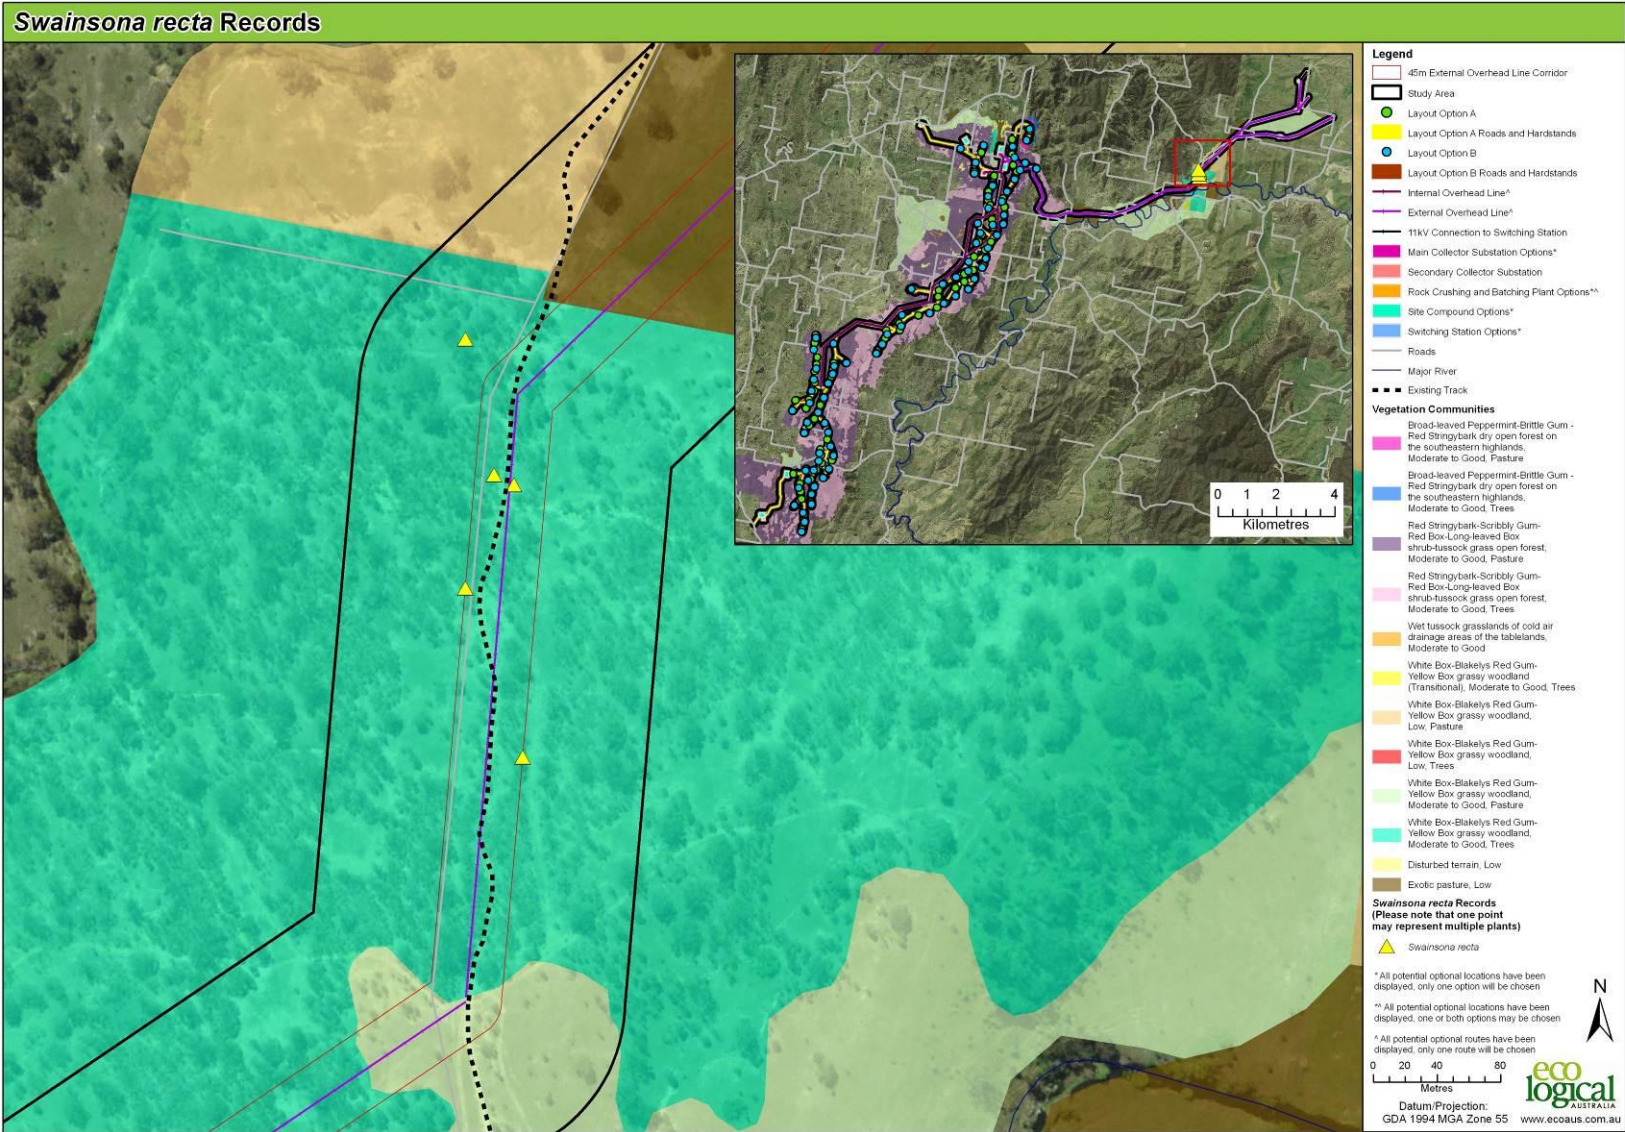 Swainsona recta Records
0 1 2 4
Kilometres
Legend
45m External Overhead Line Corridor
Study Area
Layout Option A
Layout Option A Roads and Hardstands
Layout Option B
Layout Option B Roads and Hardstands
Internal Overhead Line^
External Overhead Line^
11kV Connection to Switching Station
Main Collector Substation Options*
Secondary Collector Substation
Rock Crushing and Batching Plant Options*^
Site Compound Options*
Switching Station Options*
Roads
Major River
Existing Track
Vegetation Communities
Broad-leaved Peppermint-Brittle Gum -
Red Stringybark dry open forest on
the southeastern highlands,
Moderate to Good, Pasture
Broad-leaved Peppermint-Brittle Gum -
Red Stringybark dry open forest on
the southeastern highlands,
Moderate to Good, Trees
Red Stringybark-Scribbly Gum-
Red Box-Long-leaved Box
shrub-tussock grass open forest,
Moderate to Good, Pasture
Red Stringybark-Scribbly Gum-
Red Box-Long-leaved Box
shrub-tussock grass open forest,
Moderate to Good, Trees
Wet tussock grasslands of cold air
drainage areas of the tablelands,
Moderate to Good
White Box-Blakelys Red Gum-
Yellow Box grassy woodland
(Transitional), Moderate to Good, Trees
White Box-Blakelys Red Gum-
Yellow Box grassy woodland,
Low, Pasture
White Box-Blakelys Red Gum-
Yellow Box grassy woodland,
Low, Trees
White Box-Blakelys Red Gum-
Yellow Box grassy woodland,
Moderate to Good, Pasture
White Box-Blakelys Red Gum-
Yellow Box grassy woodland,
Moderate to Good, Trees
Disturbed terrain, Low
Exotic pasture, Low
Swainsona recta Records
(Please note that one point
may represent multiple plants)
Swainsona recta
* All potential optional locations have been
displayed, only one option will be chosen
*^ All potential optional locations have been
displayed, one or both options may be chosen
^ All potential optional routes have been
displayed, only one route will be chosen
N
0 20 40 80
Metres
Datum/Projection:
GDA 1994 MGA Zone 55
eco
logical
AUSTRALIA
www.ecoaus.com.au